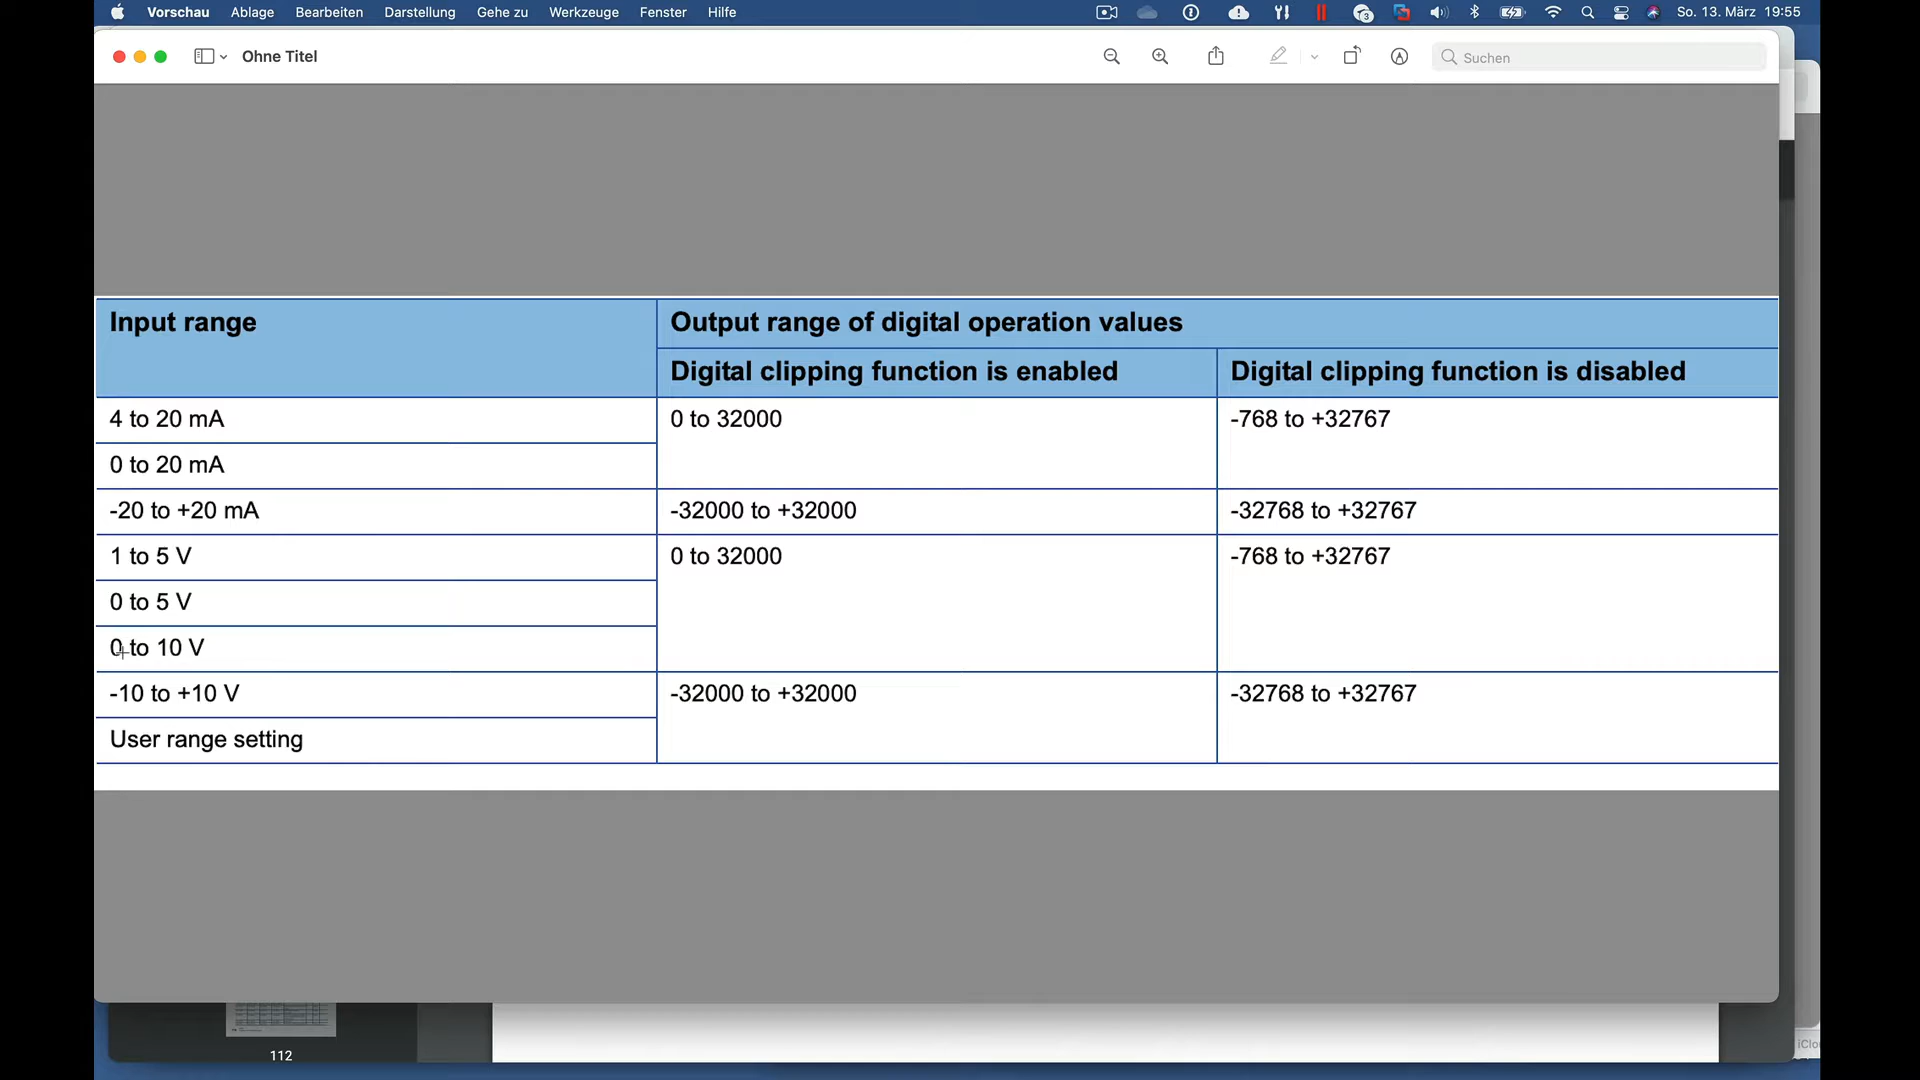 Vorschau Ablage Bearbeiten Darstellung Gehe zu Werkzeuge Fenster Hilfe 3 So. 13. März 19:55
Ohne Titel Suchen
Input range Output range of digital operation values
Digital clipping function is enabled Digital clipping function is disabled
4 to 20 mA 0 to 32000 -768 to +32767
0 to 20 mA
-20 to +20 mA -32000 to +32000 -32768 to +32767
1 to 5 V 0 to 32000 -768 to +32767
0 to 5 V
0 to 10 V
-10 to +10 V -32000 to +32000 -32768 to +32767
User range setting
112